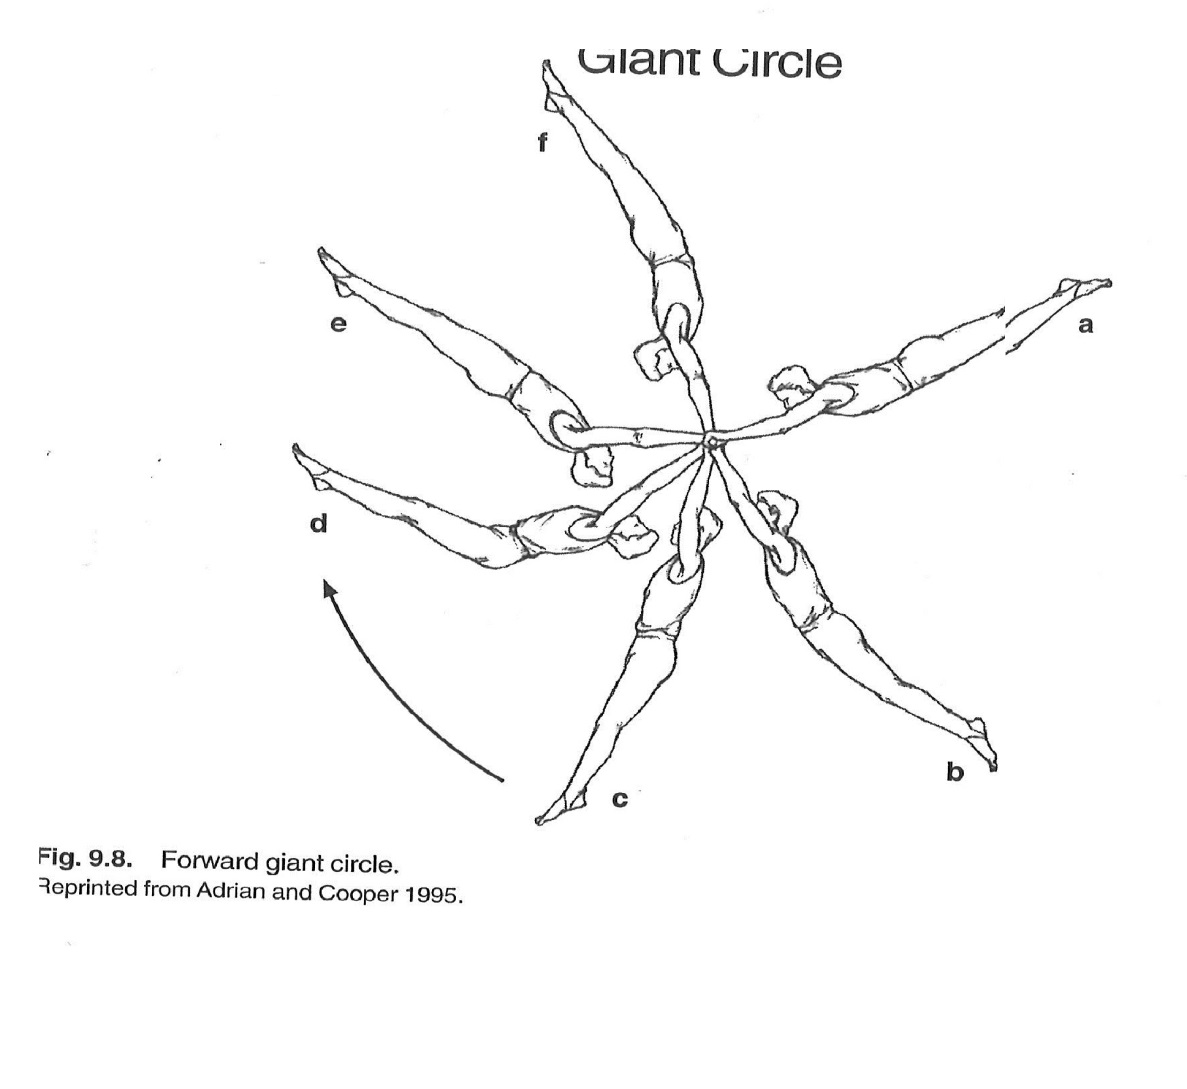 Giant Circle
f
e
a
d
b
c
Fig. 9.8. Forward giant circle.
Reprinted from Adrian and Cooper 1995.